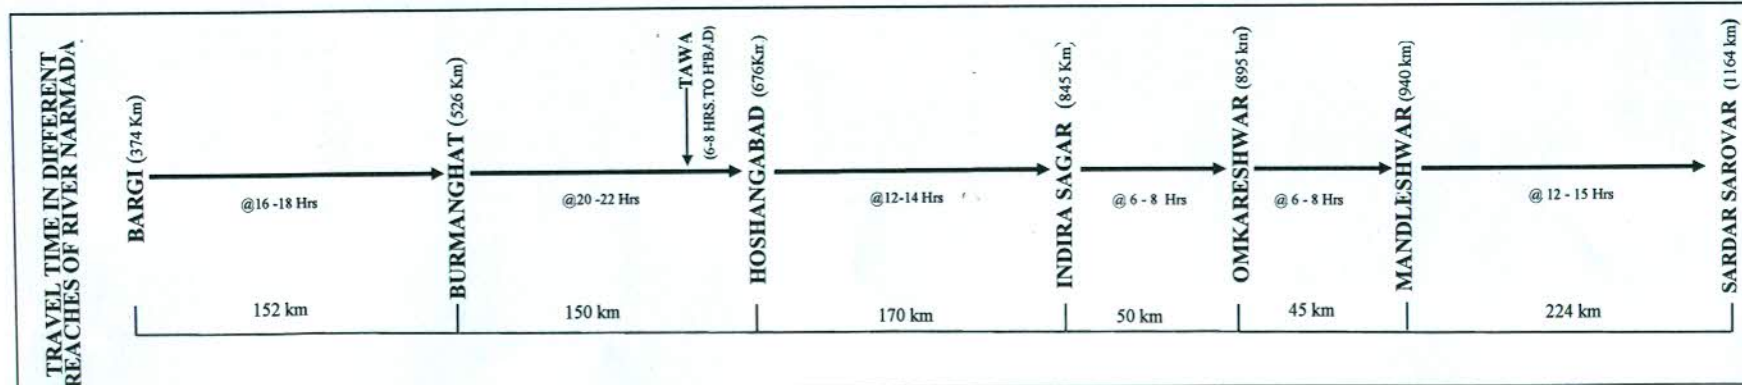 TRAVEL TIME IN DIFFERENT
REACHES OF RIVER NARMADA
BARGI (374 Km)
BURMANGHAT (526 Km)
TAWA
(6-8 HRS.TO H'BAD)
HOSHANGABAD (676Km)
INDIRA SAGAR (845 Km)
OMKARESHWAR (895 km)
MANDLESHWAR (940 km)
SARDAR SAROVAR (1164 km)
@16 -18 Hrs
@20 -22 Hrs
@12-14 Hrs
@ 6 - 8 Hrs
@ 6 - 8 Hrs
@ 12 - 15 Hrs
152 km
150 km
170 km
50 km
45 km
224 km